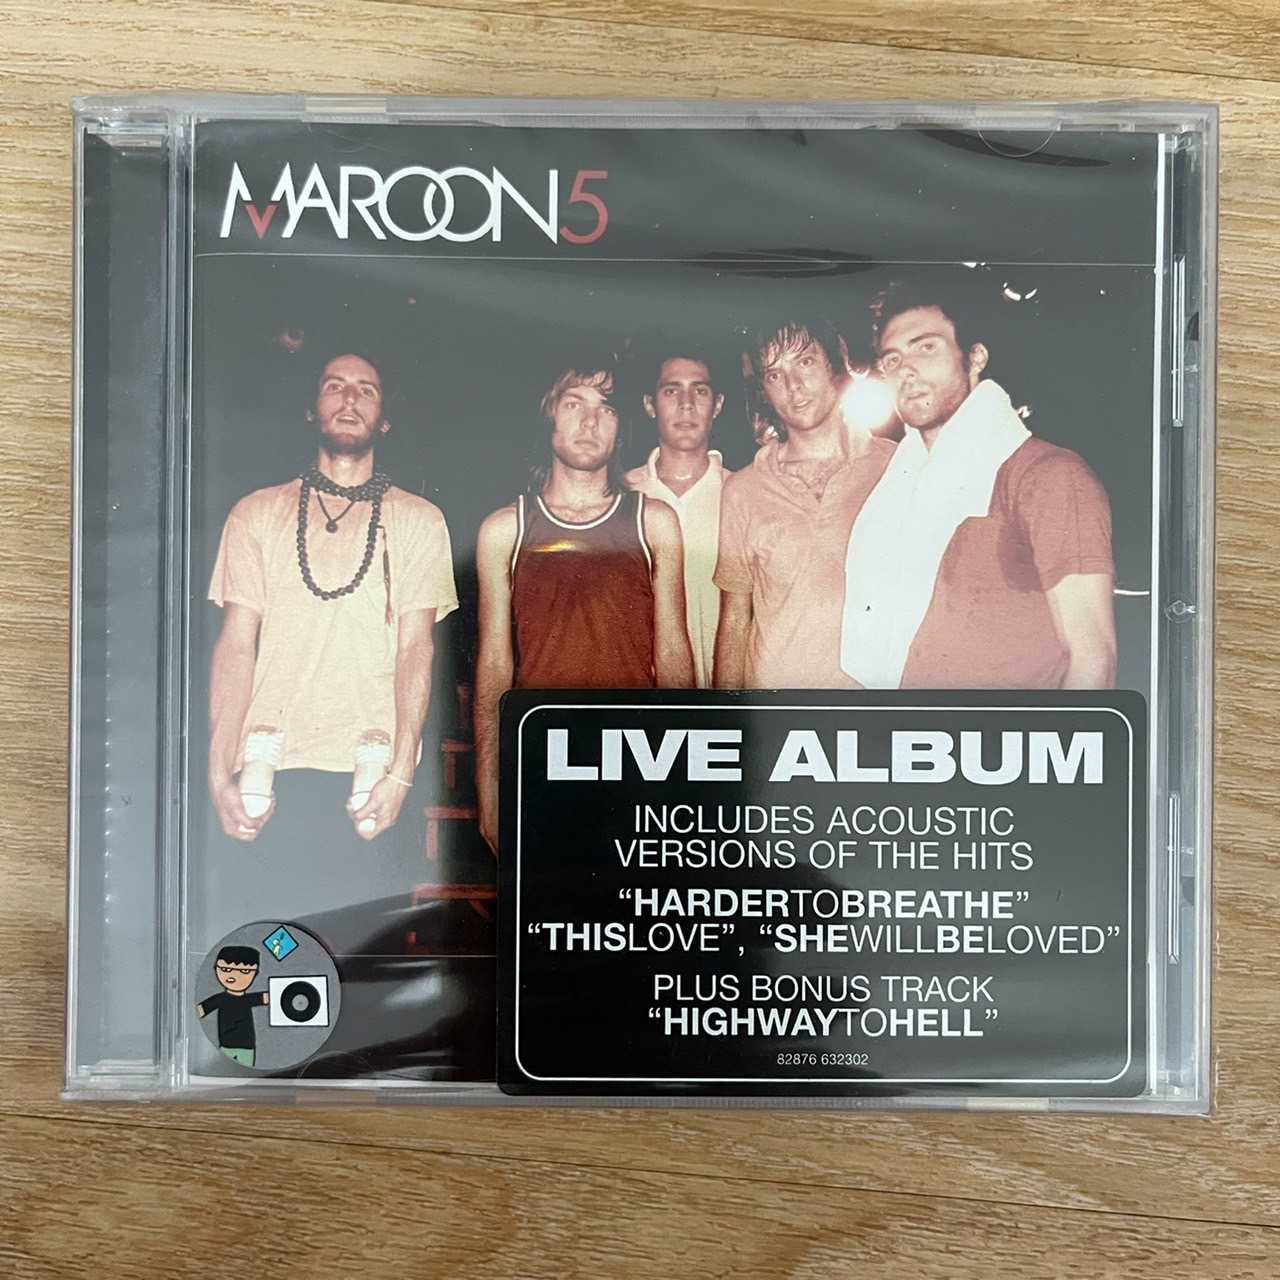 MAROON5
LIVE ALBUM
INCLUDES ACOUSTIC
VERSIONS OF THE HITS
“HARDERTOBREATHE”
“THISLOVE”, “SHEWILLBELOVED”
PLUS BONUS TRACK
“HIGHWAYTOHELL”
82876 632302